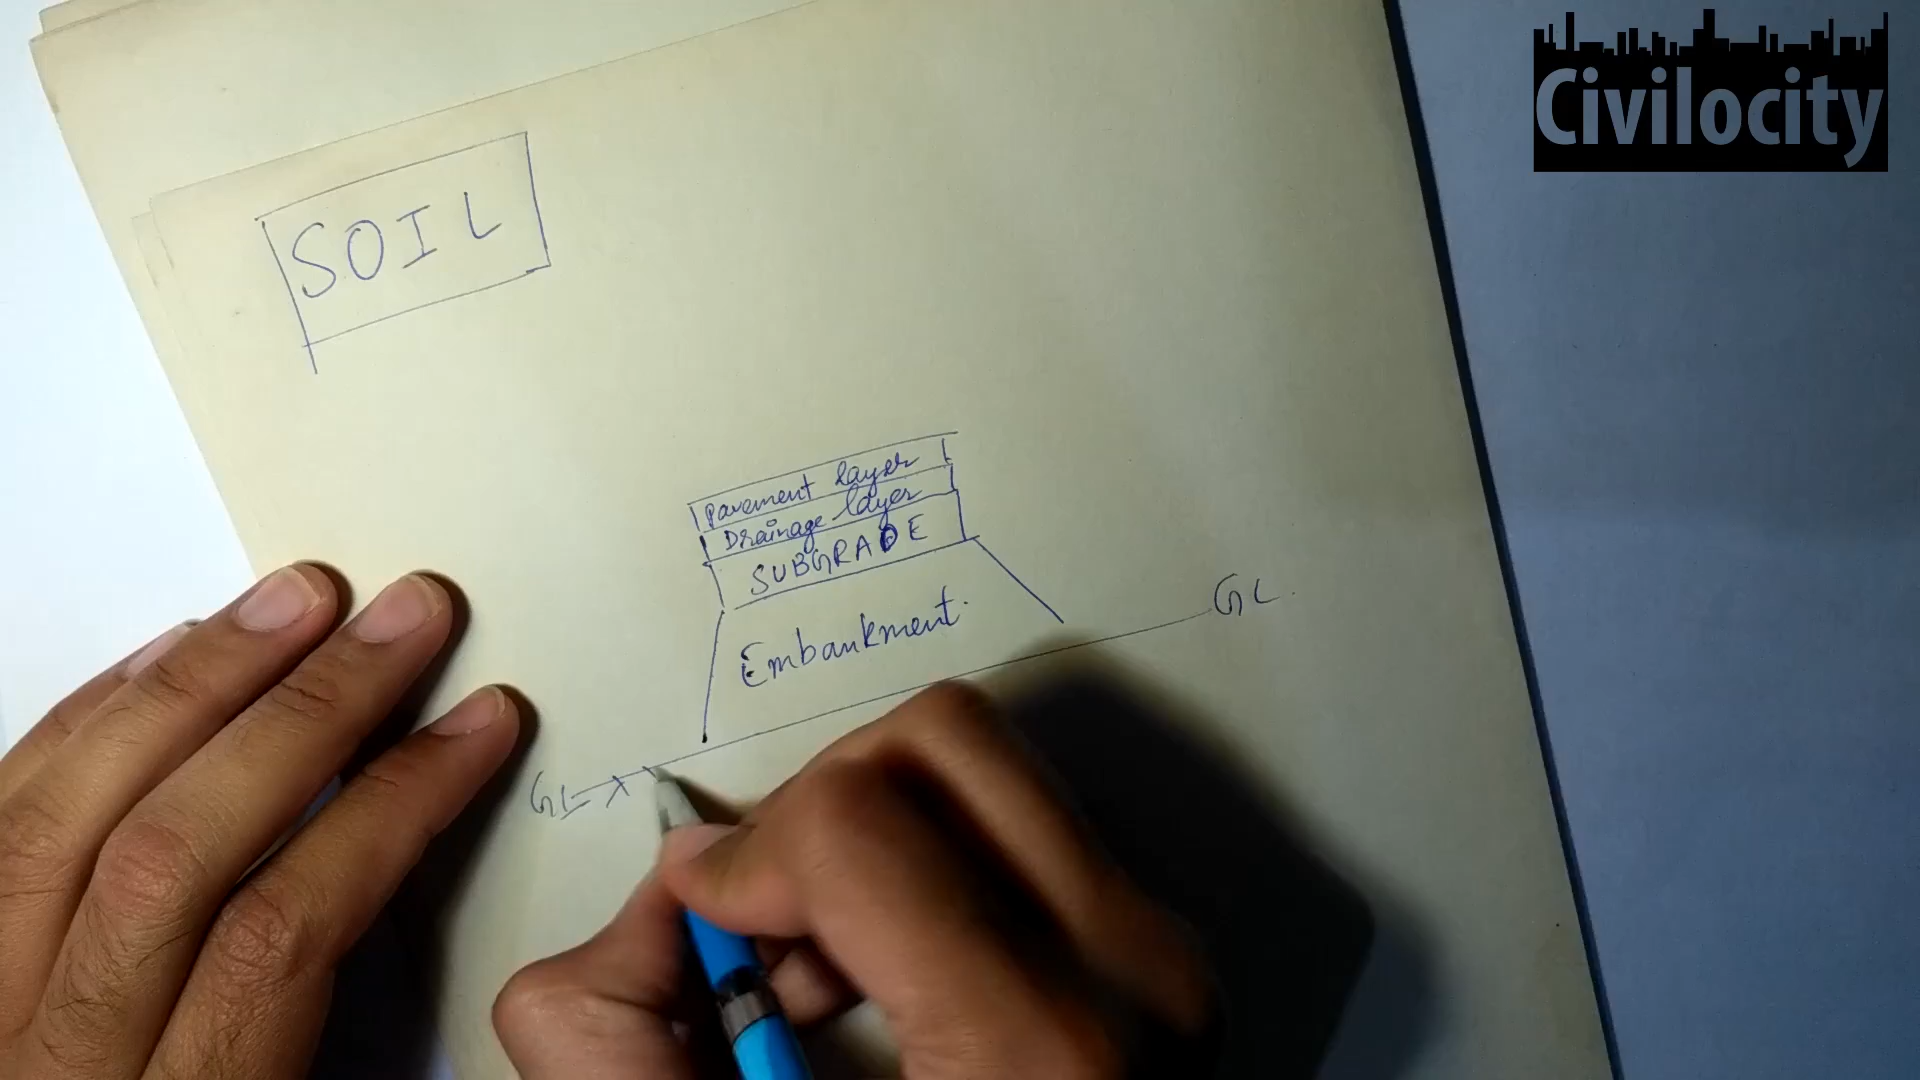 Civilocity
SOIL
Pavement layer
Drainage layer
SUBGRADE
Embankment.
GL.
GL